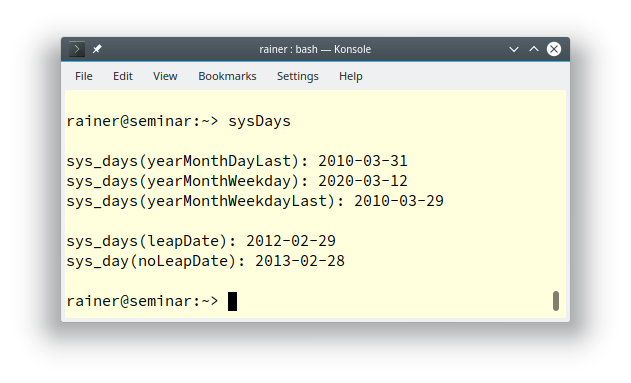 rainer : bash — Konsole
File Edit View Bookmarks Settings Help
rainer@seminar:~> sysDays
sys_days(yearMonthDayLast): 2010-03-31
sys_days(yearMonthWeekday): 2020-03-12
sys_days(yearMonthWeekdayLast): 2010-03-29
sys_days(leapDate): 2012-02-29
sys_day(noLeapDate): 2013-02-28
rainer@seminar:~>